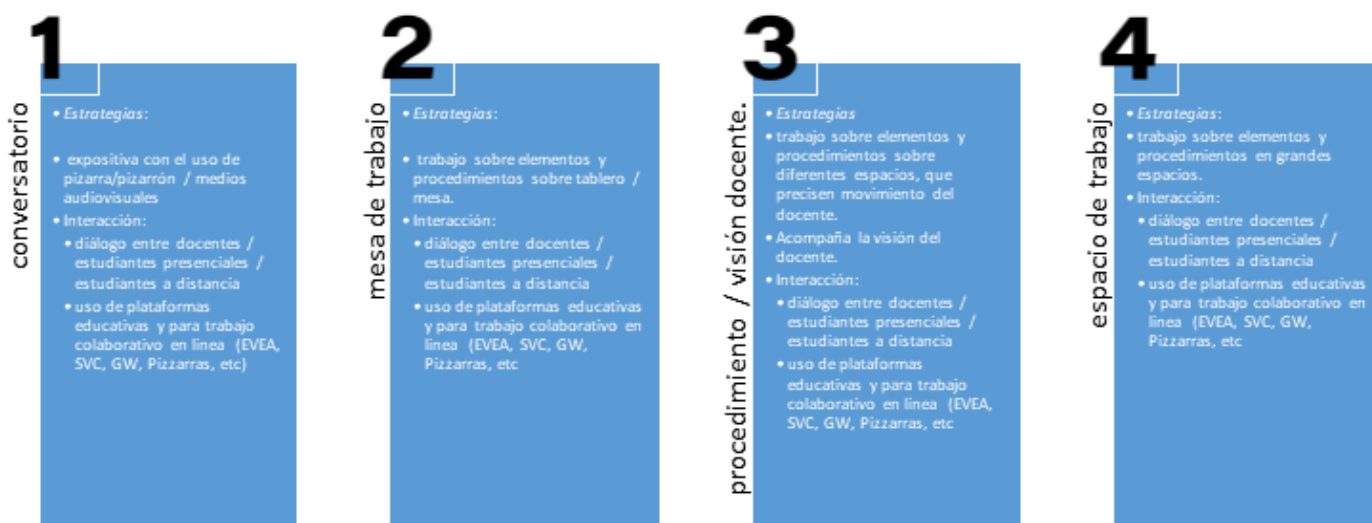 1
conversatorio
• Estrategias:
• expositiva con el uso de
pizarra/pizarrón / medios
audiovisuales
• Interacción:
• diálogo entre docentes /
estudiantes presenciales /
estudiantes a distancia
• uso de plataformas
educativas y para trabajo
colaborativo en linea (EVEA,
SVC, GW, Pizzarras, etc)
2
mesa de trabajo
• Estrategias:
• trabajo sobre elementos y
procedimientos sobre tablero /
mesa.
• Interacción:
• diálogo entre docentes /
estudiantes presenciales /
estudiantes a distancia
• uso de plataformas educativas
y para trabajo colaborativo en
linea (EVEA, SVC, GW,
Pizzarras, etc
3
procedimiento / visión docente.
• Estrategias
• trabajo sobre elementos y
procedimientos sobre
diferentes espacios, que
precisen movimiento del
docente.
• Acompaña la visión del
docente.
• Interacción:
• diálogo entre docentes /
estudiantes presenciales /
estudiantes a distancia
• uso de plataformas
educativas y para trabajo
colaborativo en linea (EVEA,
SVC, GW, Pizzarras, etc
4
espacio de trabajo
• Estrategias:
• trabajo sobre elementos y
procedimientos en grandes
espacios.
• Interacción:
• diálogo entre docentes /
estudiantes presenciales /
estudiantes a distancia
• uso de plataformas educativas
y para trabajo colaborativo en
linea (EVEA, SVC, GW,
Pizzarras, etc